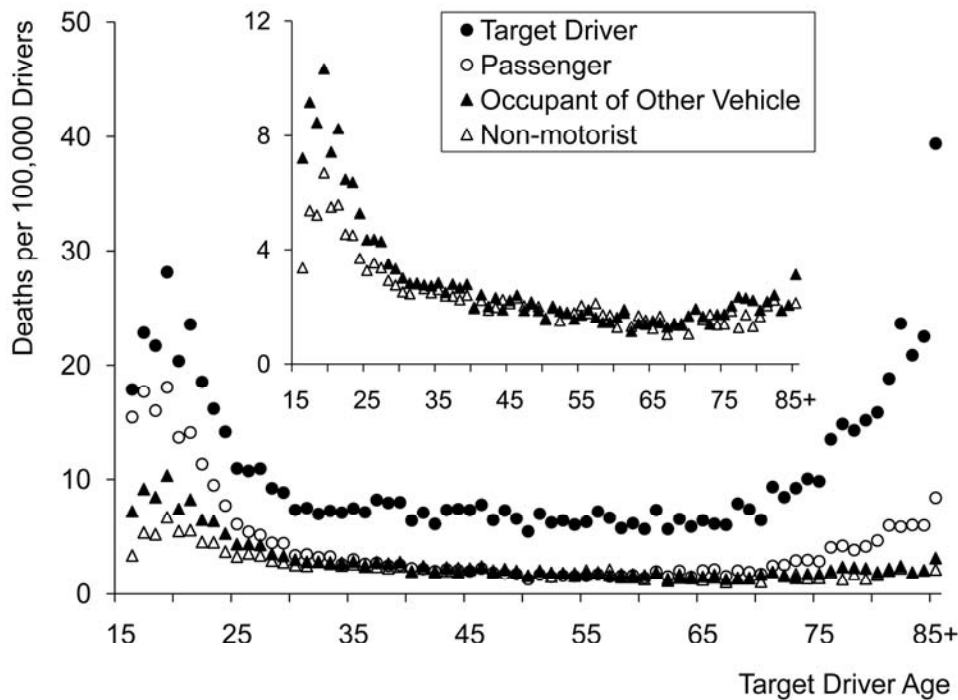 50
40
30
20
10
0
Deaths per 100,000 Drivers
12
8
4
0
15 25 35 45 55 65 75 85+
Target Driver
Passenger
Occupant of Other Vehicle
Non-motorist
15 25 35 45 55 65 75 85+
Target Driver Age